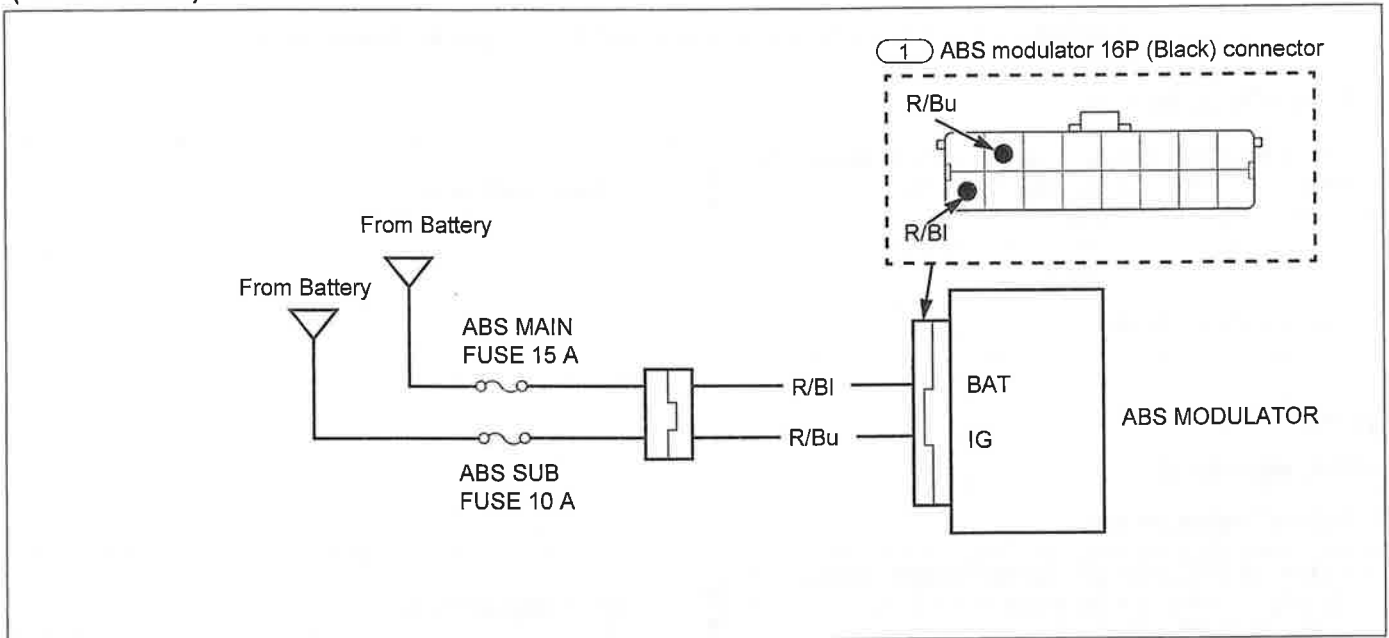 1 ABS modulator 16P (Black) connector
R/Bu
R/Bl
From Battery
From Battery
ABS MAIN
FUSE 15 A
R/Bl
BAT
ABS MODULATOR
R/Bu
IG
ABS SUB
FUSE 10 A